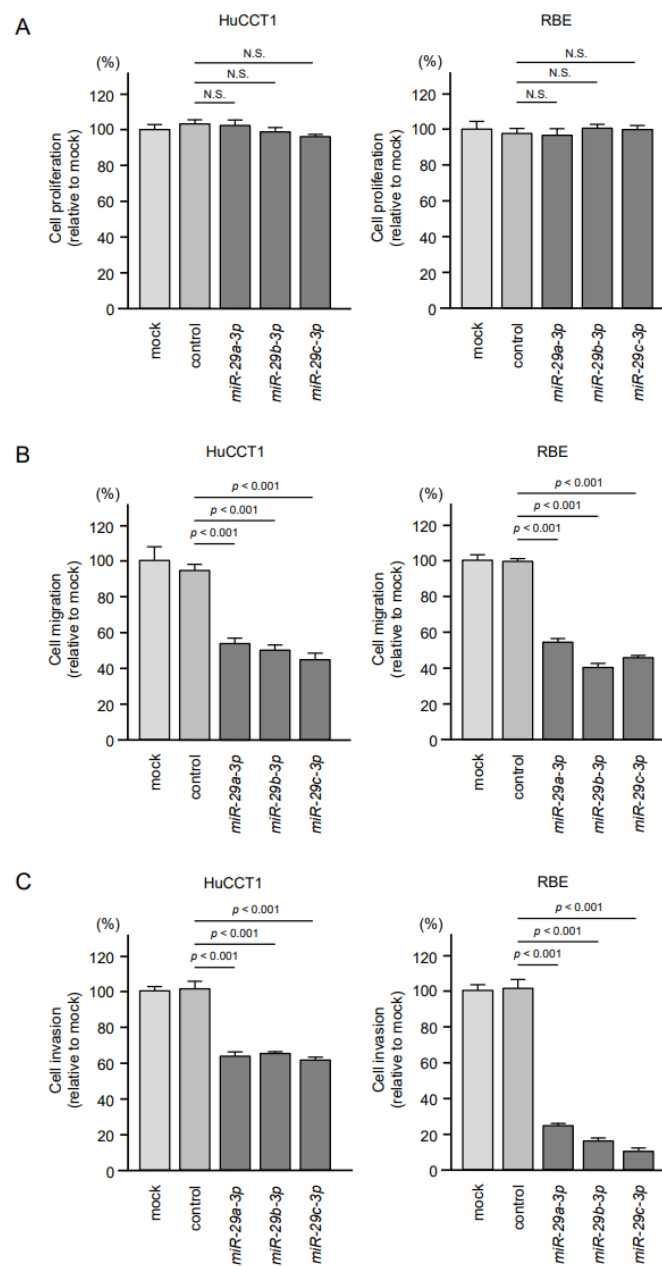 A
HuCCT1
(%)
N.S.
N.S.
N.S.
120
100
80
60
40
20
0
Cell proliferation
(relative to mock)
mock
control
miR-29a-3p
miR-29b-3p
miR-29c-3p
RBE
(%)
N.S.
N.S.
N.S.
120
100
80
60
40
20
0
Cell proliferation
(relative to mock)
mock
control
miR-29a-3p
miR-29b-3p
miR-29c-3p
B
HuCCT1
(%)
p < 0.001
p < 0.001
p < 0.001
120
100
80
60
40
20
0
Cell migration
(relative to mock)
mock
control
miR-29a-3p
miR-29b-3p
miR-29c-3p
RBE
(%)
p < 0.001
p < 0.001
p < 0.001
120
100
80
60
40
20
0
Cell migration
(relative to mock)
mock
control
miR-29a-3p
miR-29b-3p
miR-29c-3p
C
HuCCT1
(%)
p < 0.001
p < 0.001
p < 0.001
120
100
80
60
40
20
0
Cell invasion
(relative to mock)
mock
control
miR-29a-3p
miR-29b-3p
miR-29c-3p
RBE
(%)
p < 0.001
p < 0.001
p < 0.001
120
100
80
60
40
20
0
Cell invasion
(relative to mock)
mock
control
miR-29a-3p
miR-29b-3p
miR-29c-3p